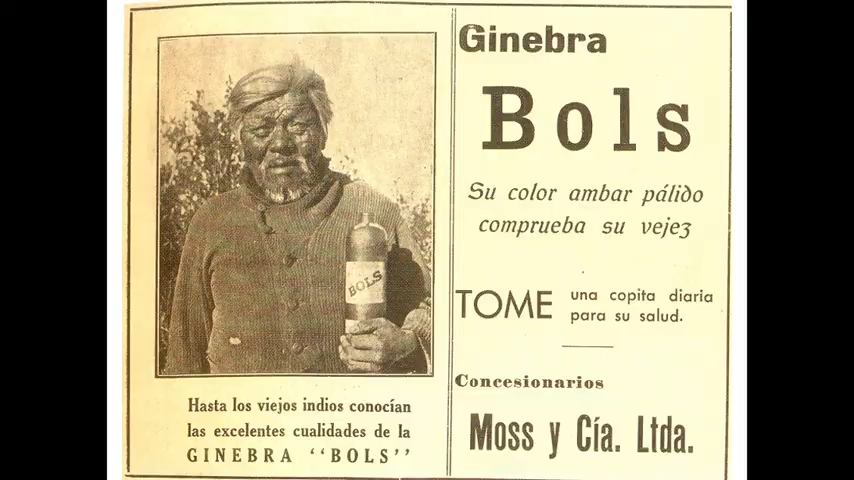 BOLS
Hasta los viejos indios conocían
las excelentes cualidades de la
GINEBRA "BOLS"
Ginebra
Bols
Su color ambar pálido
comprueba su vejez
TOME una copita diaria
para su salud.
Concesionarios
Moss y Cía. Ltda.